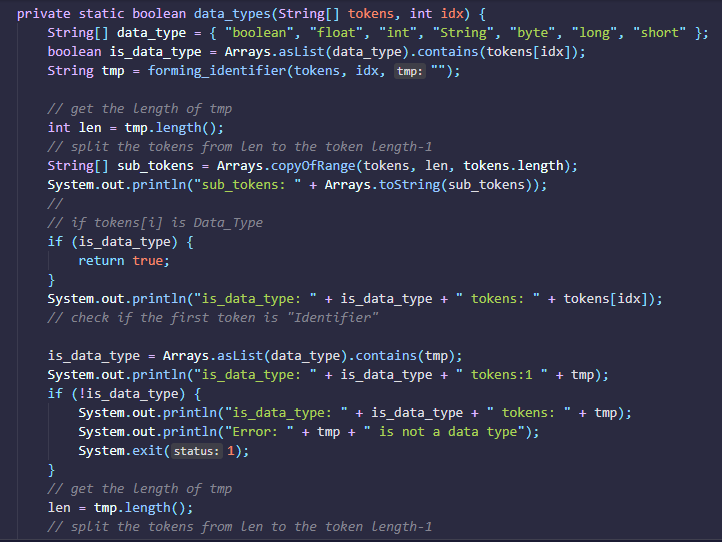 private static boolean data_types(String[] tokens, int idx) {
String[] data_type = { "boolean", "float", "int", "String", "byte", "long", "short" };
boolean is_data_type = Arrays.asList(data_type).contains(tokens[idx]);
String tmp = forming_identifier(tokens, idx, tmp: "");
// get the length of tmp
int len = tmp.length();
// split the tokens from len to the token length-1
String[] sub_tokens = Arrays.copyOfRange(tokens, len, tokens.length);
System.out.println("sub_tokens: " + Arrays.toString(sub_tokens));
//
// if tokens[i] is Data_Type
if (is_data_type) {
return true;
}
System.out.println("is_data_type: " + is_data_type + " tokens: " + tokens[idx]);
// check if the first token is "Identifier"
is_data_type = Arrays.asList(data_type).contains(tmp);
System.out.println("is_data_type: " + is_data_type + " tokens:1 " + tmp);
if (!is_data_type) {
System.out.println("is_data_type: " + is_data_type + " tokens: " + tmp);
System.out.println("Error: " + tmp + " is not a data type");
System.exit(status: 1);
}
// get the length of tmp
len = tmp.length();
// split the tokens from len to the token length-1